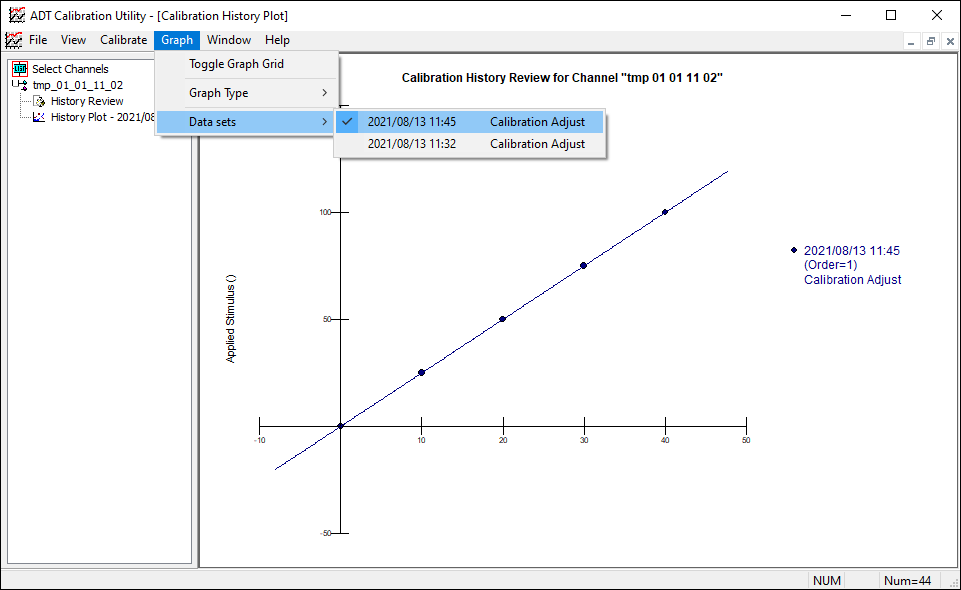 ADT Calibration Utility - [Calibration History Plot]
File View Calibrate Graph Window Help
Select Channels
tmp_01_01_11_02
History Review
History Plot - 2021/08
Toggle Graph Grid
Graph Type
Data sets
2021/08/13 11:45 Calibration Adjust
2021/08/13 11:32 Calibration Adjust
Calibration History Review for Channel "tmp 01 01 11 02"
100
50
-50
Applied Stimulus ()
-10 10 20 30 40 50
2021/08/13 11:45
(Order=1)
Calibration Adjust
NUM Num=44